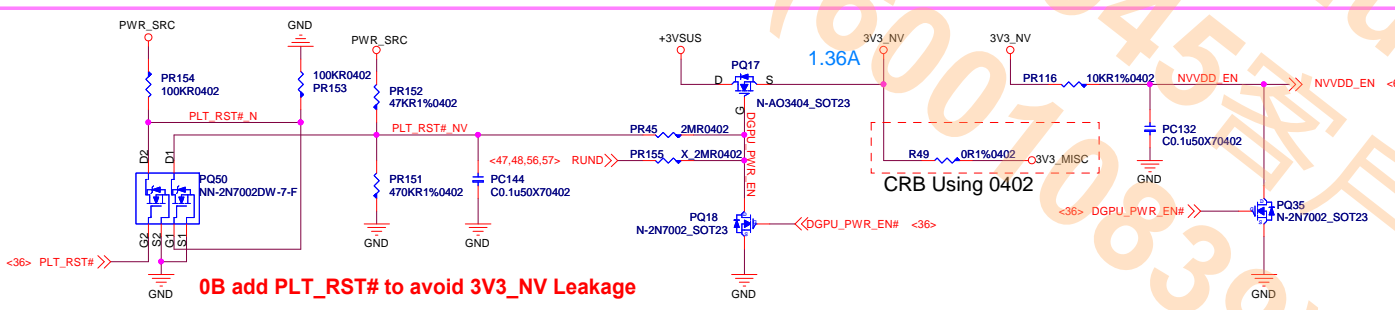 PWR_SRC
GND
PR154
100KR0402
100KR0402
PR153
PLT_RST#_N
D2
D1
PQ50
NN-2N7002DW-7-F
G2
S2
G1
S1
<36> PLT_RST#
GND
0B add PLT_RST# to avoid 3V3_NV Leakage
PWR_SRC
PR152
47KR1%0402
PLT_RST#_NV
PR151
470KR1%0402
GND
PC144
C0.1u50X70402
GND
<47,48,56,57> RUND
PR45
2MR0402
PR155
X_2MR0402
+3VSUS
PQ17
D
S
G
N-AO3404_SOT23
DGPU_PWR_EN
PQ18
N-2N7002_SOT23
DGPU_PWR_EN# <36>
GND
1.36A
3V3_NV
R49
0R1%0402
3V3_MISC
CRB Using 0402
3V3_NV
PR116
10KR1%0402
NVVDD_EN
NVVDD_EN
PC132
C0.1u50X70402
GND
<36> DGPU_PWR_EN#
PQ35
N-2N7002_SOT23
GND